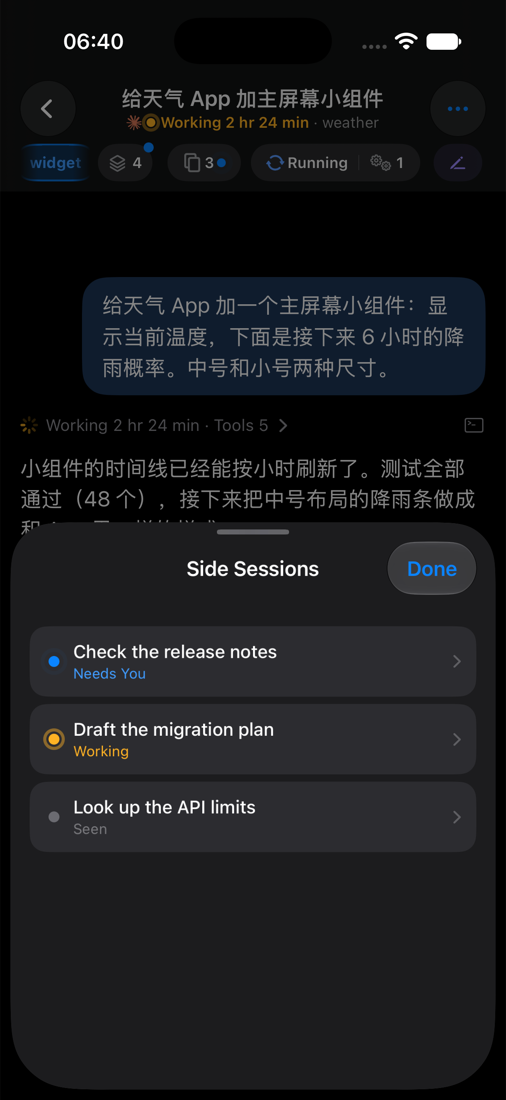 06:40
给天气 App 加主屏幕小组件
Working 2 hr 24 min · weather
widget
4
3
Running
1
给天气 App 加一个主屏幕小组件：显
示当前温度，下面是接下来 6 小时的降
雨概率。中号和小号两种尺寸。
Working 2 hr 24 min · Tools 5
小组件的时间线已经能按小时刷新了。测试全部
通过（48 个），接下来把中号布局的降雨条做成
Side Sessions
Done
Check the release notes
Needs You
Draft the migration plan
Working
Look up the API limits
Seen